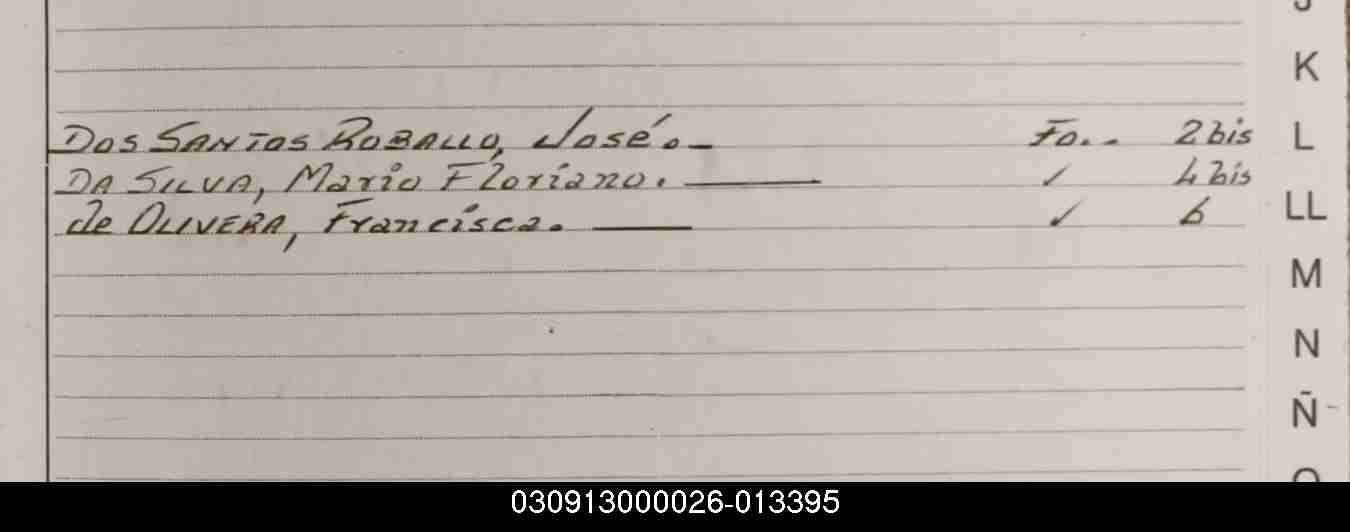 J
K
DOS SANTOS ROBALLO, José.— Fo.. 2 bis
L
DA SILVA, Mario Floriano. — ✓ 4 bis
de OLIVERA, Francisca. — ✓ 6
LL
M
N
Ñ
O
030913000026-013395